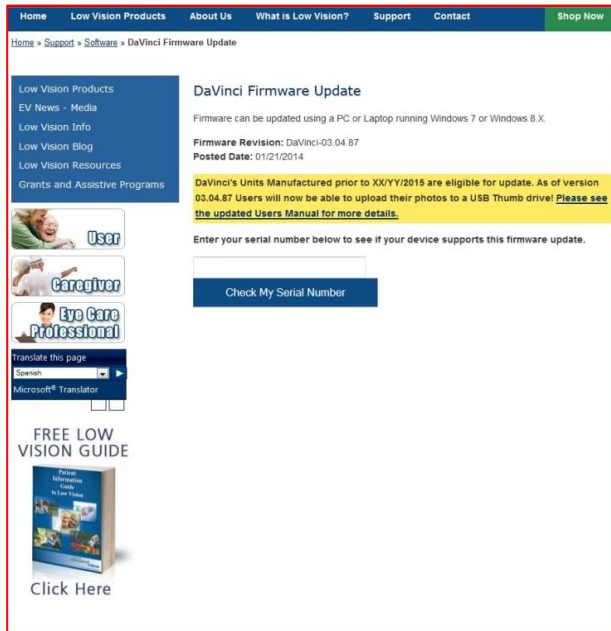 Home Low Vision Products About Us What is Low Vision? Support Contact Shop Now
Home » Support » Software » DaVinci Firmware Update
Low Vision Products
EV News - Media
Low Vision Info
Low Vision Blog
Low Vision Resources
Grants and Assistive Programs
User
Caregiver
Eye Care
Professional
Translate this page
Spanish
Microsoft® Translator
FREE LOW
VISION GUIDE
Patient
Information
Guide
to Low Vision
Click Here
DaVinci Firmware Update
Firmware can be updated using a PC or Laptop running Windows 7 or Windows 8.X.
Firmware Revision: DaVinci-03.04.87
Posted Date: 01/21/2014
DaVinci's Units Manufactured prior to XX/YY/2015 are eligible for update. As of version
03.04.87 Users will now be able to upload their photos to a USB Thumb drive! Please see
the updated Users Manual for more details.
Enter your serial number below to see if your device supports this firmware update.
Check My Serial Number